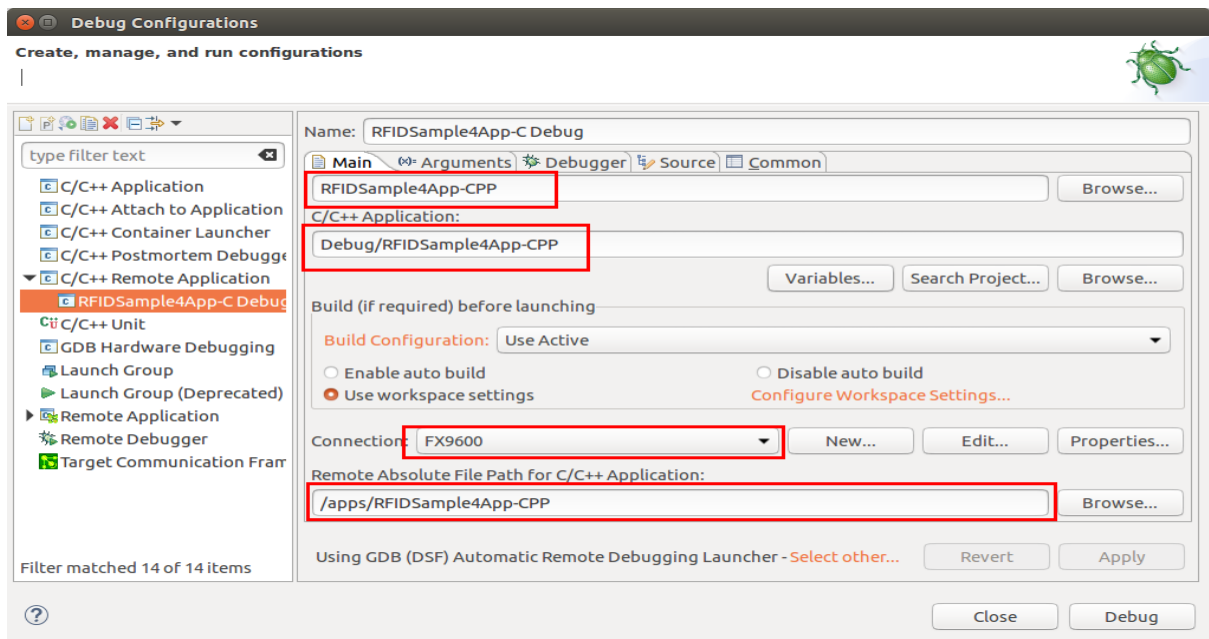 Debug Configurations
Create, manage, and run configurations
type filter text
C/C++ Application
C/C++ Attach to Application
C/C++ Container Launcher
C/C++ Postmortem Debugge
C/C++ Remote Application
RFIDSample4App-C Debug
C/C++ Unit
GDB Hardware Debugging
Launch Group
Launch Group (Deprecated)
Remote Application
Remote Debugger
Target Communication Fram
Filter matched 14 of 14 items
Name: RFIDSample4App-C Debug
Main (x)= Arguments Debugger Source Common
RFIDSample4App-CPP Browse...
C/C++ Application:
Debug/RFIDSample4App-CPP
Variables... Search Project... Browse...
Build (if required) before launching
Build Configuration: Use Active
Enable auto build Disable auto build
Use workspace settings Configure Workspace Settings...
Connection: FX9600 New... Edit... Properties...
Remote Absolute File Path for C/C++ Application:
/apps/RFIDSample4App-CPP Browse...
Using GDB (DSF) Automatic Remote Debugging Launcher - Select other... Revert Apply
? Close Debug